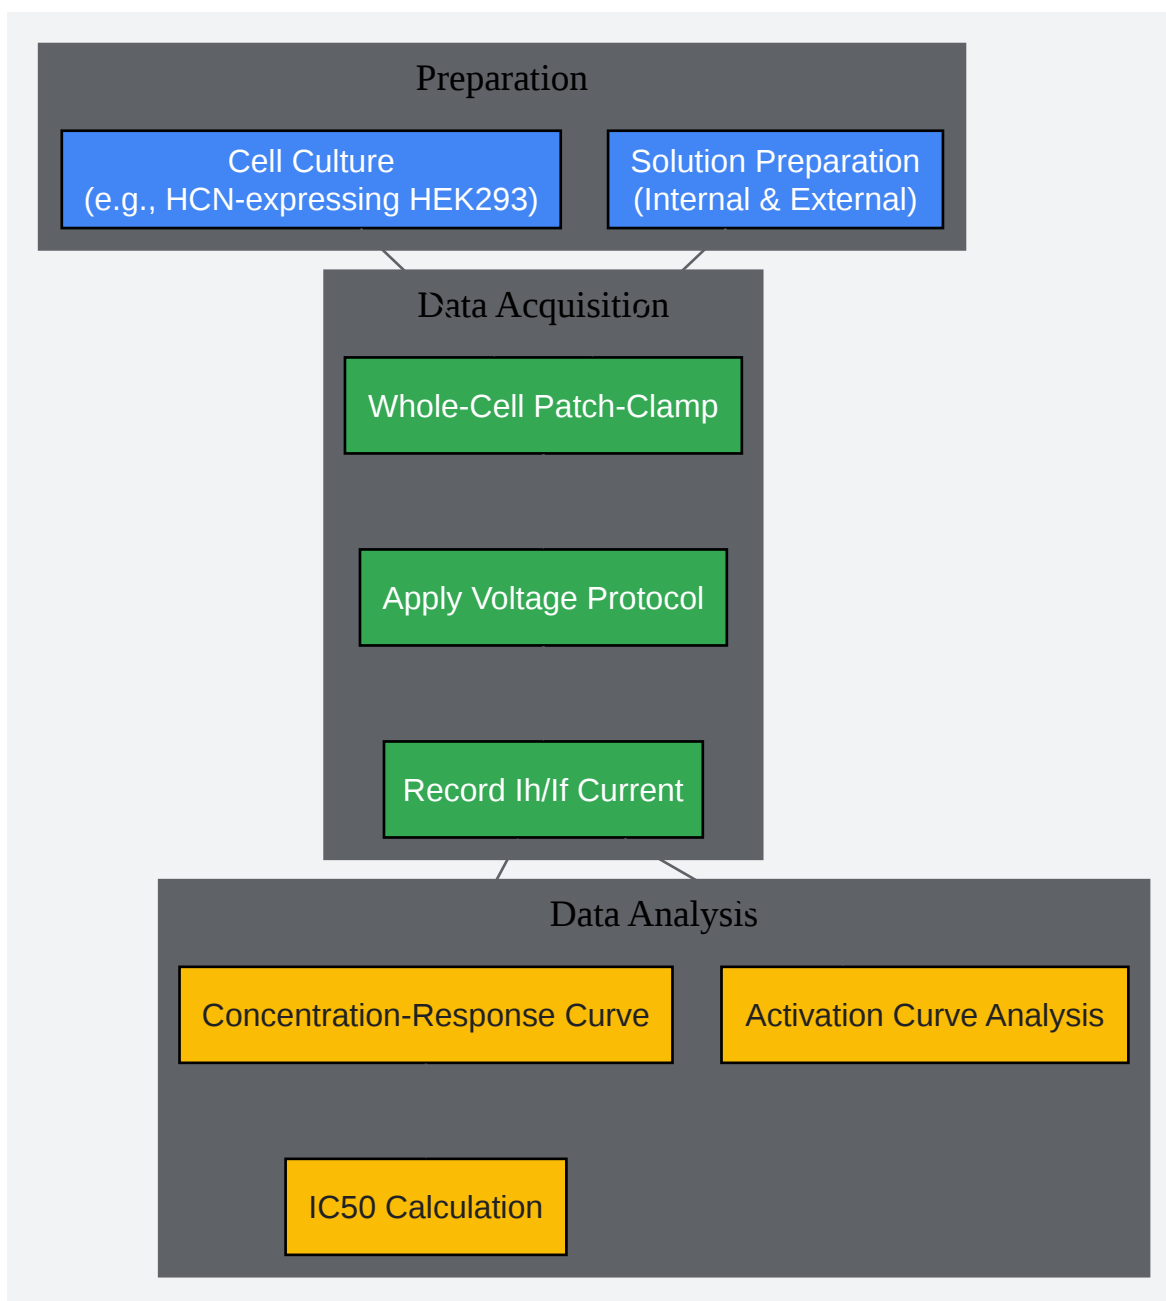 Preparation
Cell Culture
(e.g., HCN-expressing HEK293)
Solution Preparation
(Internal & External)
Data Acquisition
Whole-Cell Patch-Clamp
Apply Voltage Protocol
Record Ih/If Current
Data Analysis
Concentration-Response Curve
Activation Curve Analysis
IC50 Calculation